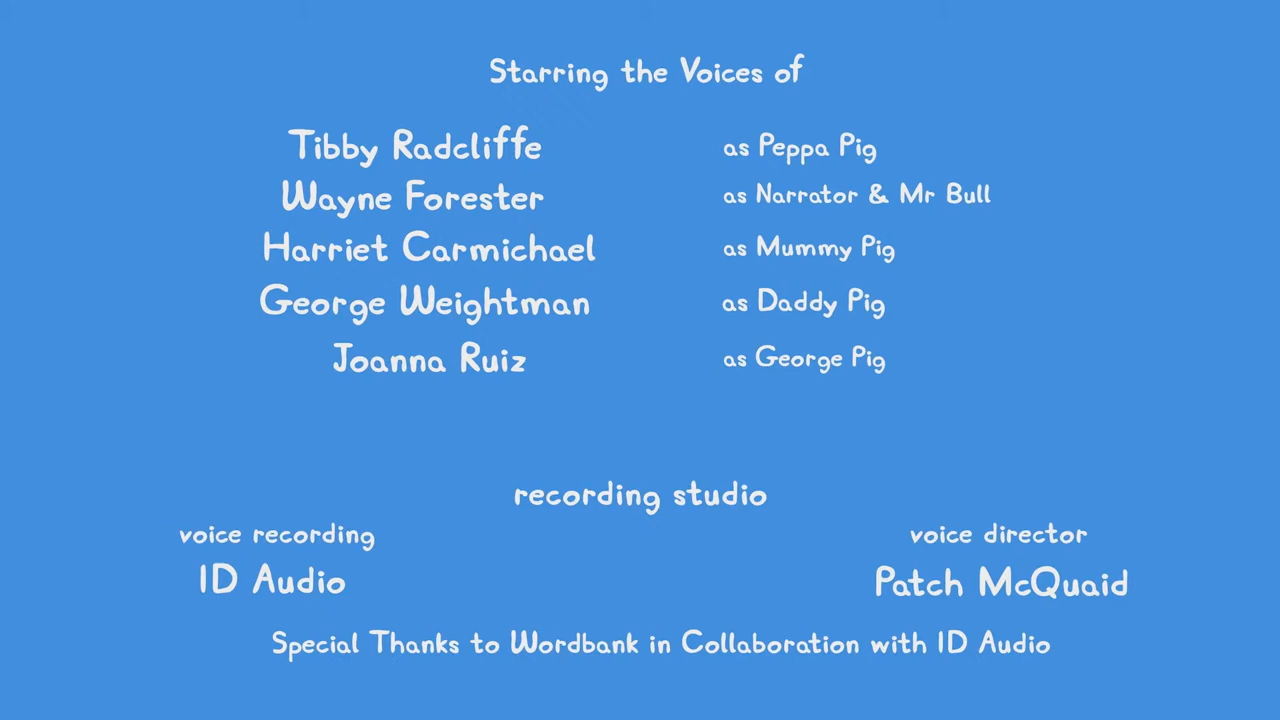 Starring the Voices of
Tibby Radcliffe as Peppa Pig
Wayne Forester as Narrator & Mr Bull
Harriet Carmichael as Mummy Pig
George Weightman as Daddy Pig
Joanna Ruiz as George Pig
recording studio
voice recording voice director
ID Audio Patch McQuaid
Special Thanks to Wordbank in Collaboration with ID Audio